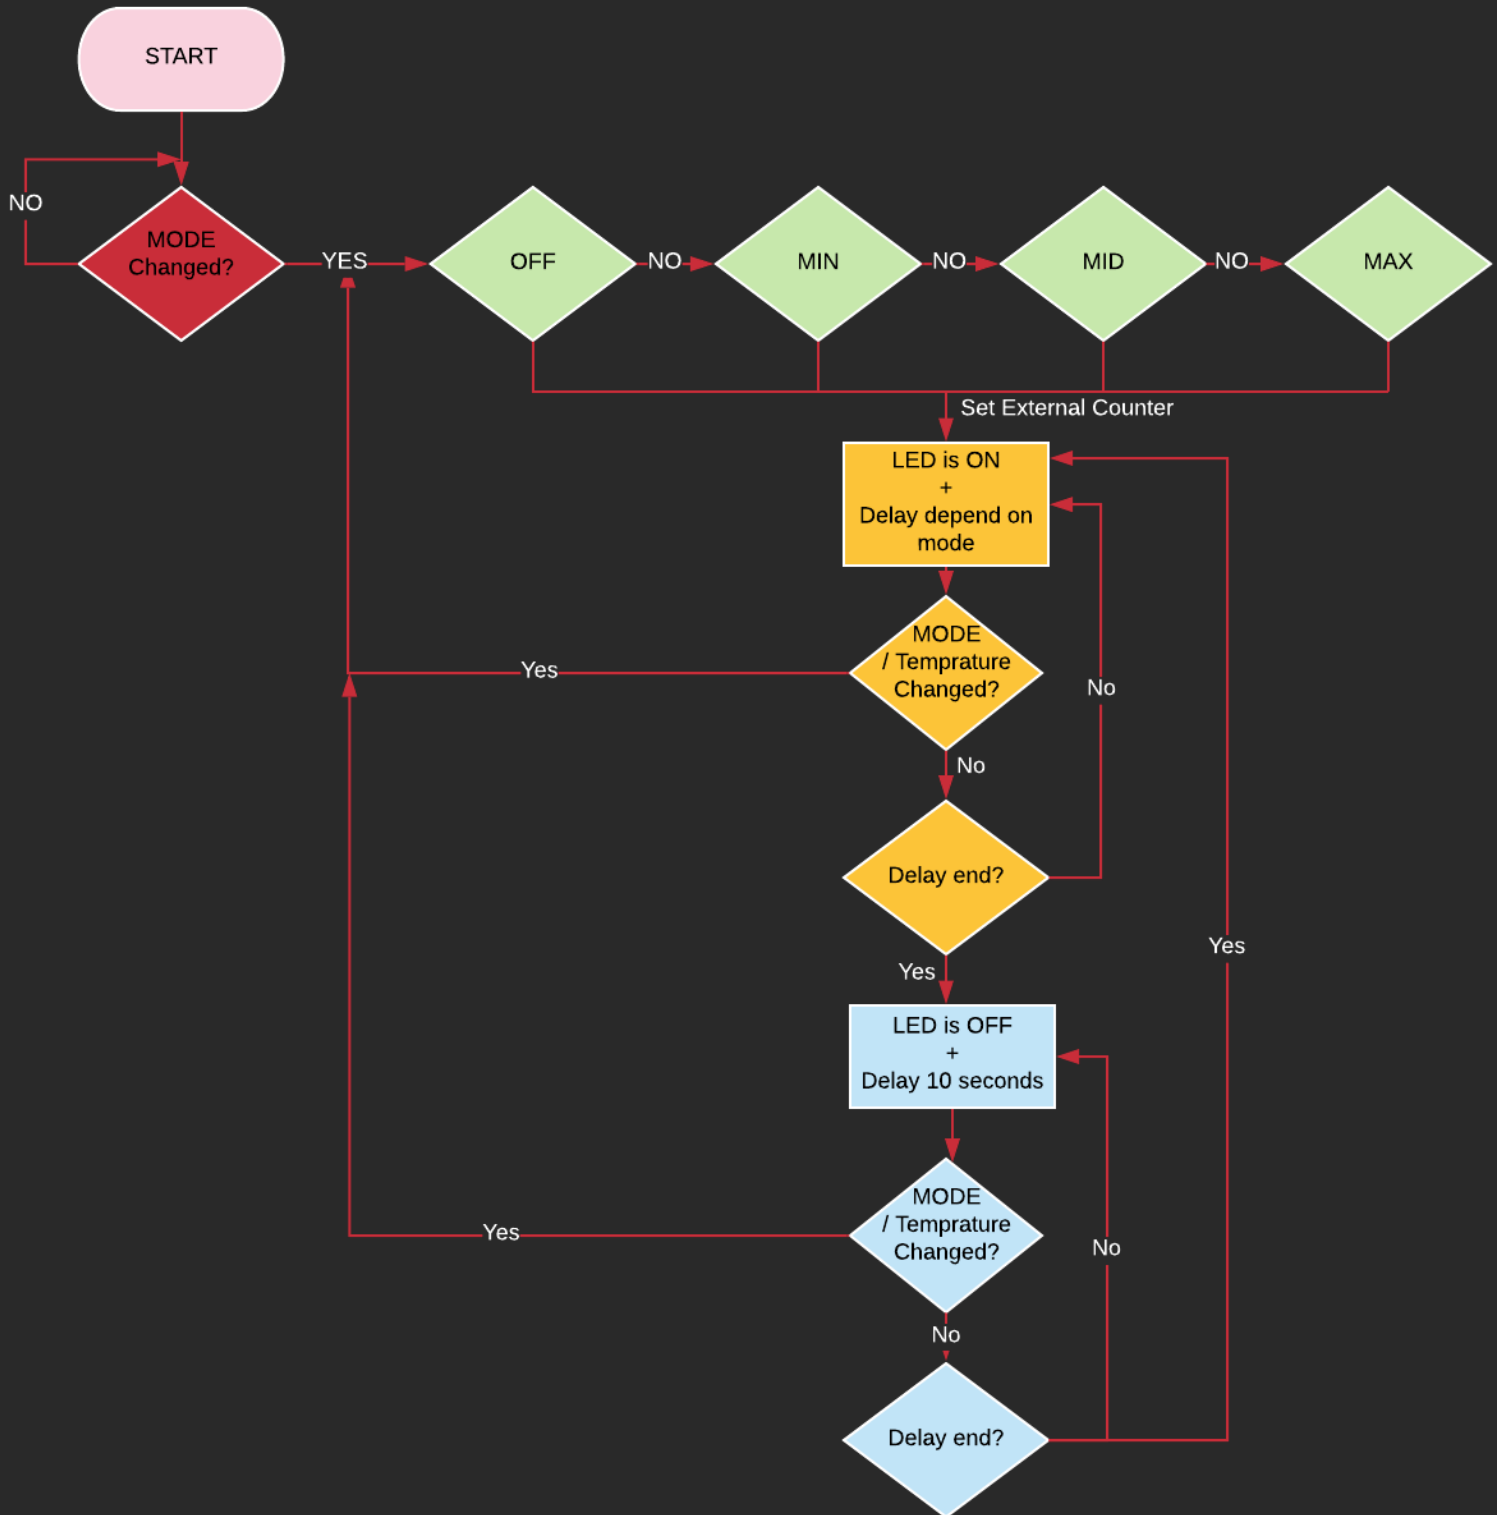 START
NO
MODE
Changed?
YES
OFF
NO
MIN
NO
MID
NO
MAX
Set External Counter
LED is ON
+
Delay depend on
mode
MODE
/ Temprature
Changed?
Yes
No
No
Delay end?
Yes
Yes
LED is OFF
+
Delay 10 seconds
MODE
/ Temprature
Changed?
Yes
No
No
Delay end?